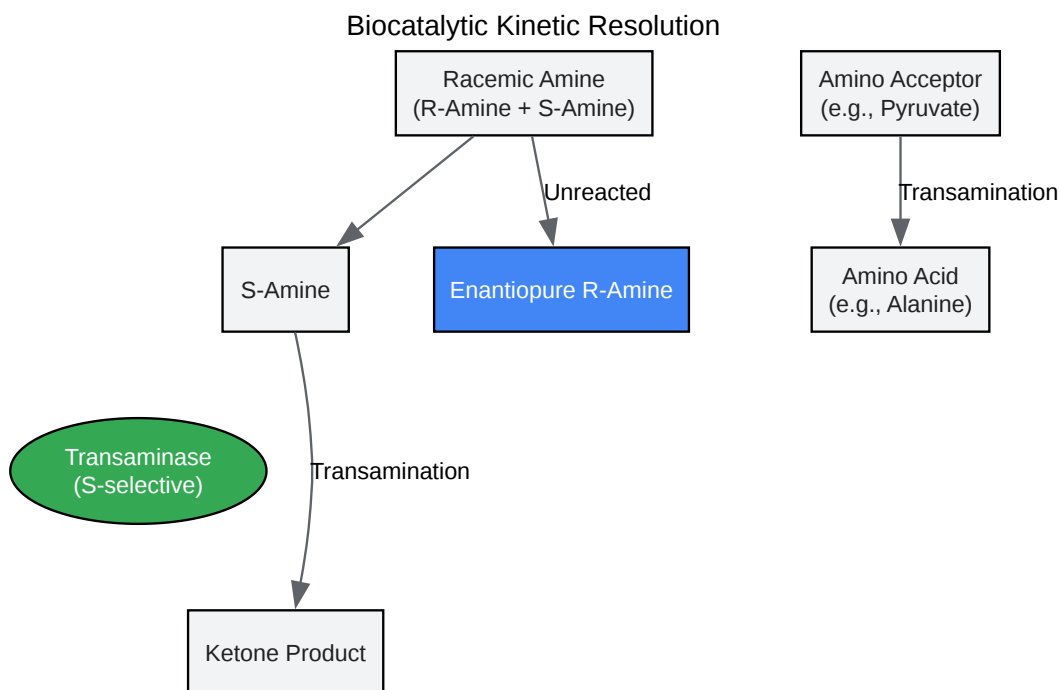 Biocatalytic Kinetic Resolution
Racemic Amine
(R-Amine + S-Amine)
Amino Acceptor
(e.g., Pyruvate)
Unreacted
Transamination
S-Amine
Enantiopure R-Amine
Amino Acid
(e.g., Alanine)
Transaminase
(S-selective)
Transamination
Ketone Product